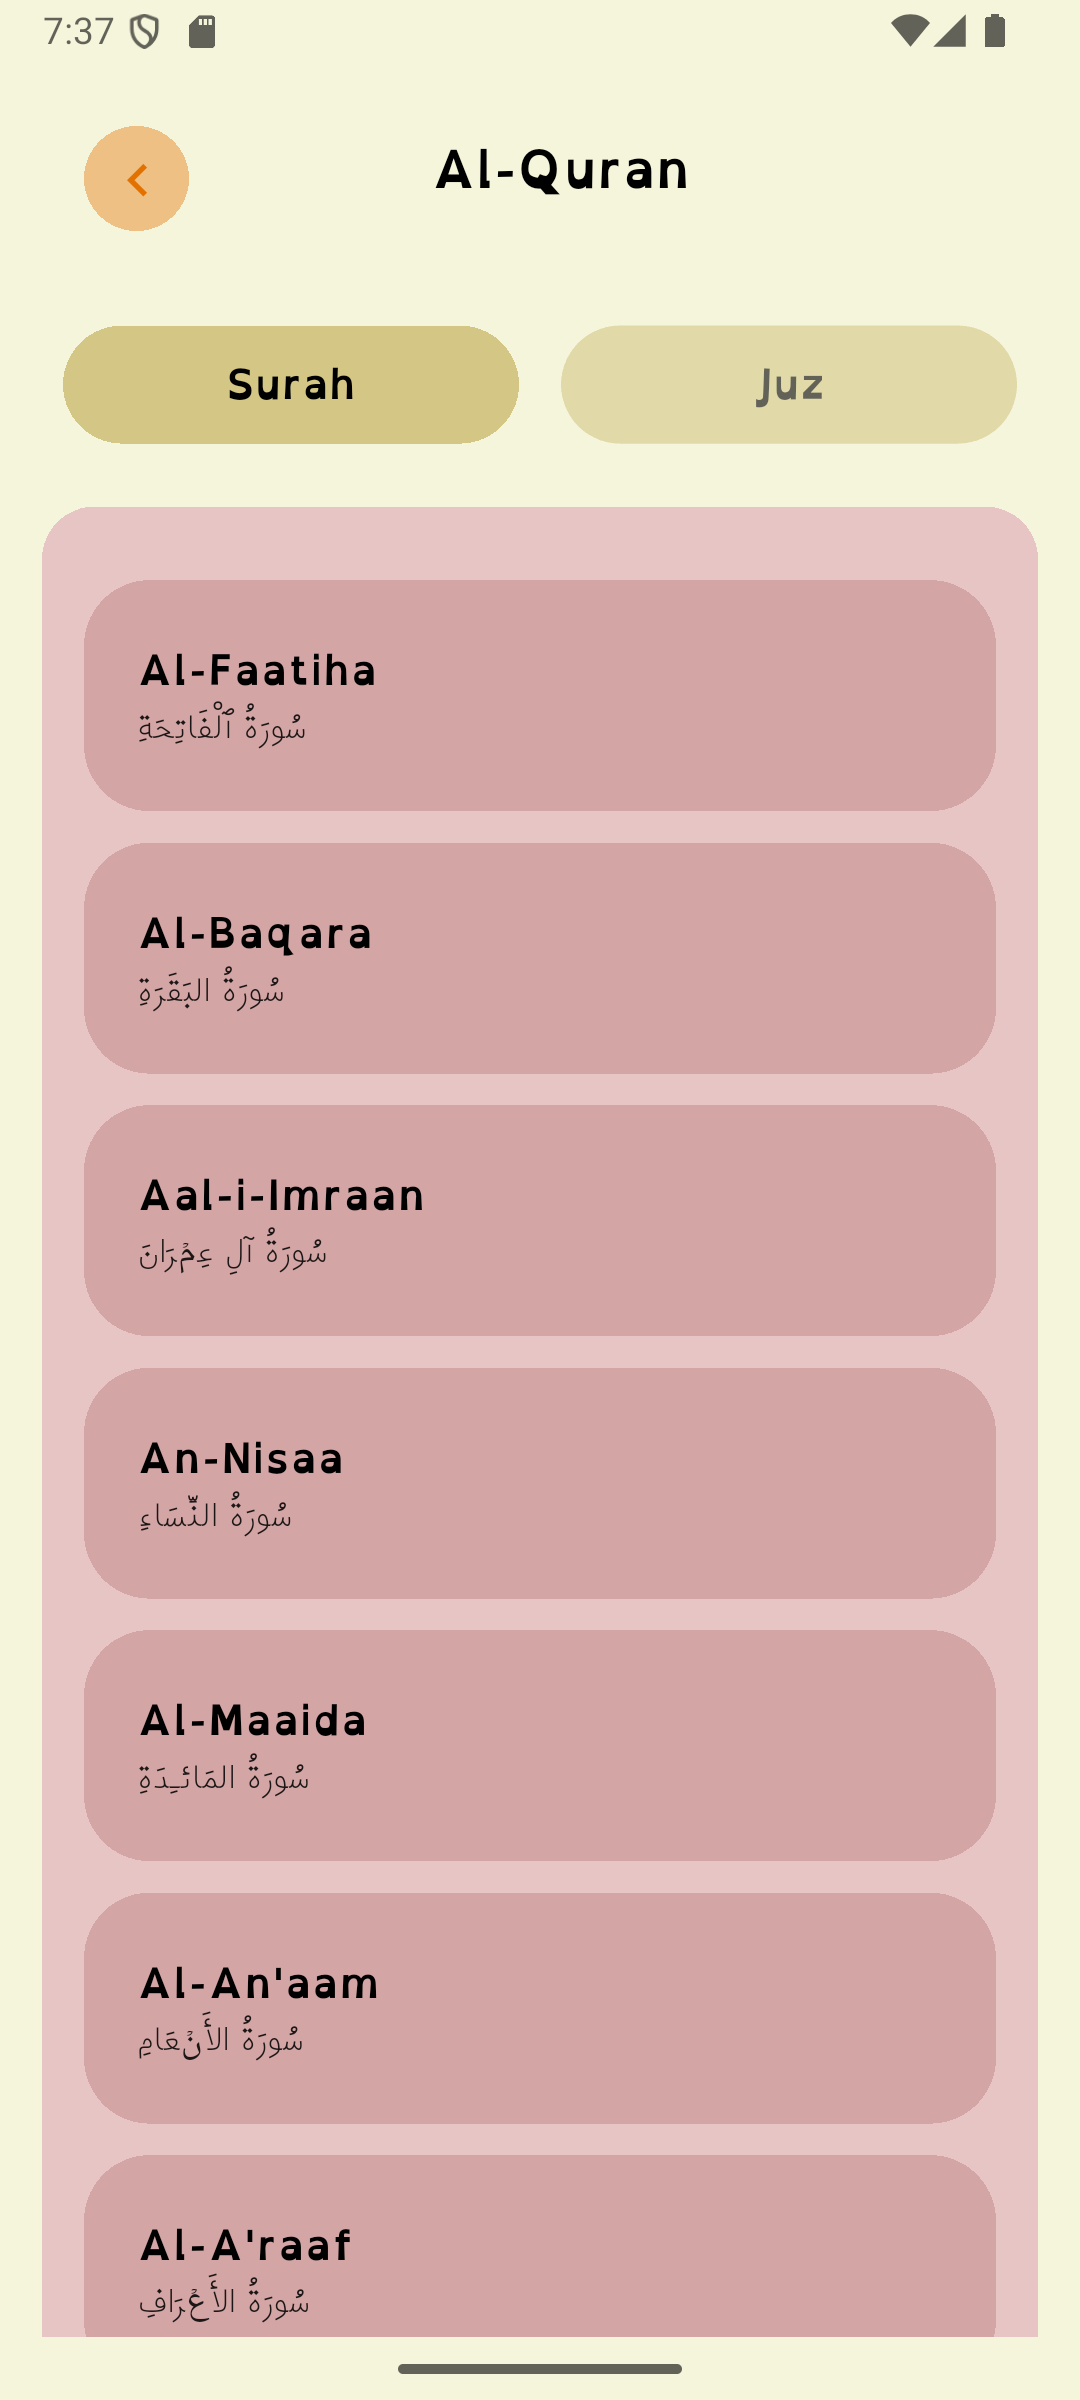 7:37
Al-Quran
Surah
Juz
Al-Faatiha
سُورَةُ ٱلْفَاتِحَةِ
Al-Baqara
سُورَةُ البَقَرَةِ
Aal-i-Imraan
سُورَةُ آلِ عِمۡرَانَ
An-Nisaa
سُورَةُ النِّسَاءِ
Al-Maaida
سُورَةُ المَائـِدَةِ
Al-An'aam
سُورَةُ الأَنۡعَامِ
Al-A'raaf
سُورَةُ الأَعۡرَافِ